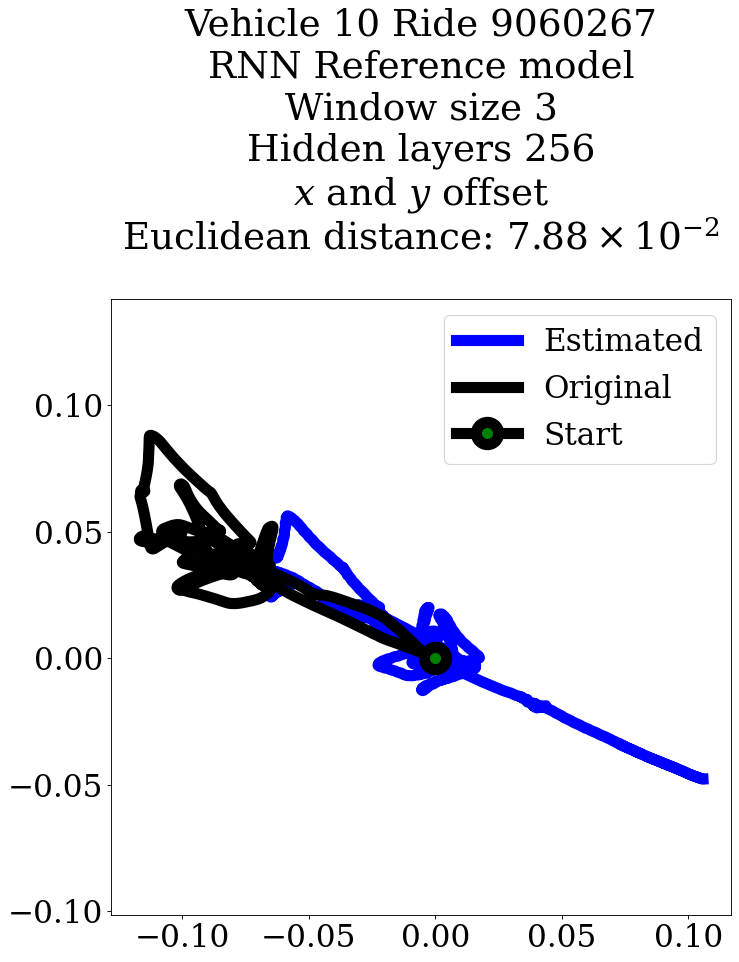 Vehicle 10 Ride 9060267
RNN Reference model
Window size 3
Hidden layers 256
x and y offset
Euclidean distance: 7.88 × 10⁻²
Estimated
Original
Start
0.10
0.05
0.00
−0.05
−0.10
−0.10 −0.05 0.00 0.05 0.10